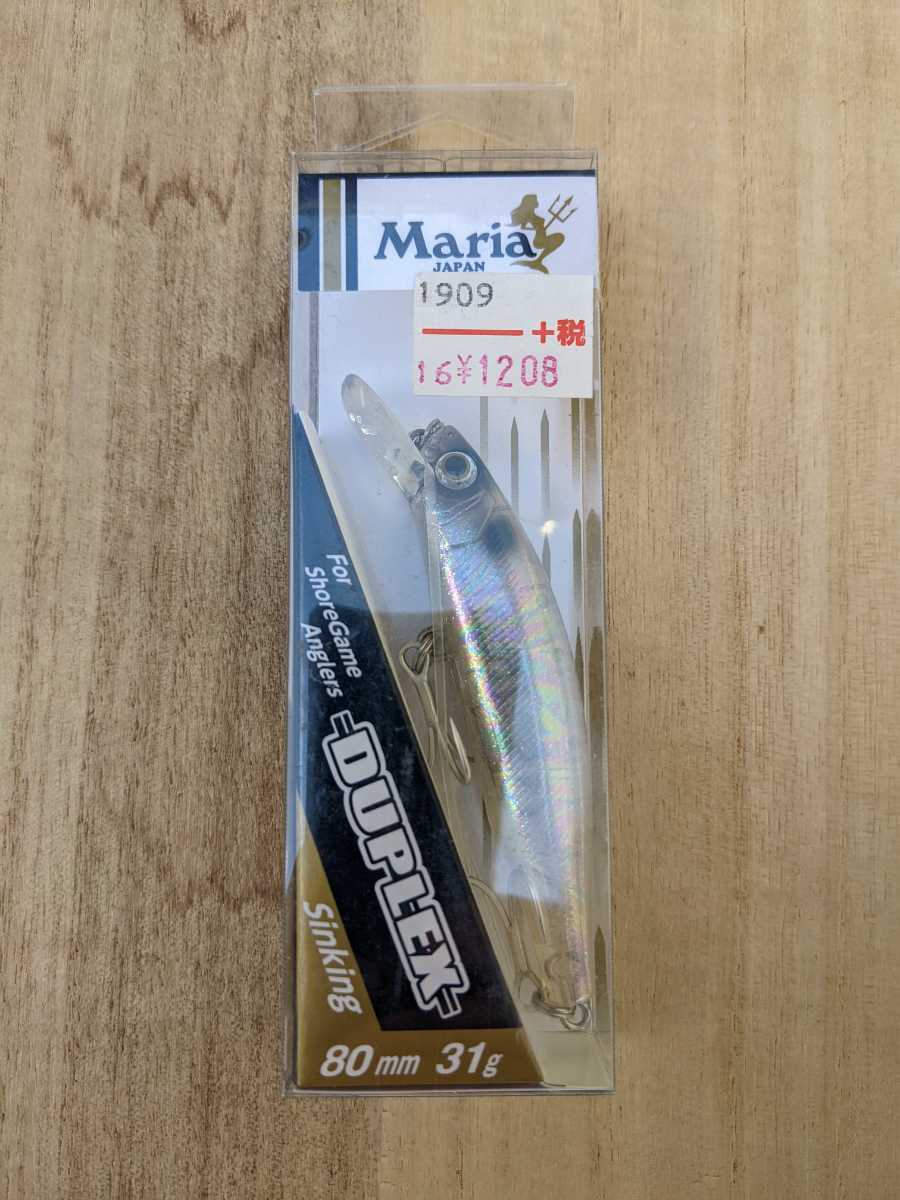 Maria
JAPAN
1909
+税
16¥1208
For
ShoreGame
Anglers
DUPLEX
Sinking
80mm 31g